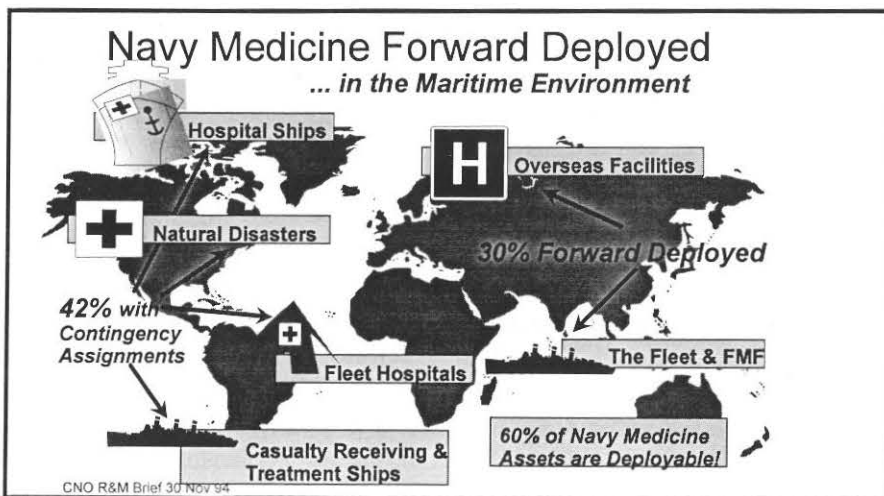 Navy Medicine Forward Deployed
... in the Maritime Environment
Hospital Ships
H
Overseas Facilities
Natural Disasters
30% Forward Deployed
42% with
Contingency
Assignments
The Fleet & FMF
Fleet Hospitals
60% of Navy Medicine
Assets are Deployable!
Casualty Receiving &
Treatment Ships
CNO R&M Brief 30 Nov 94